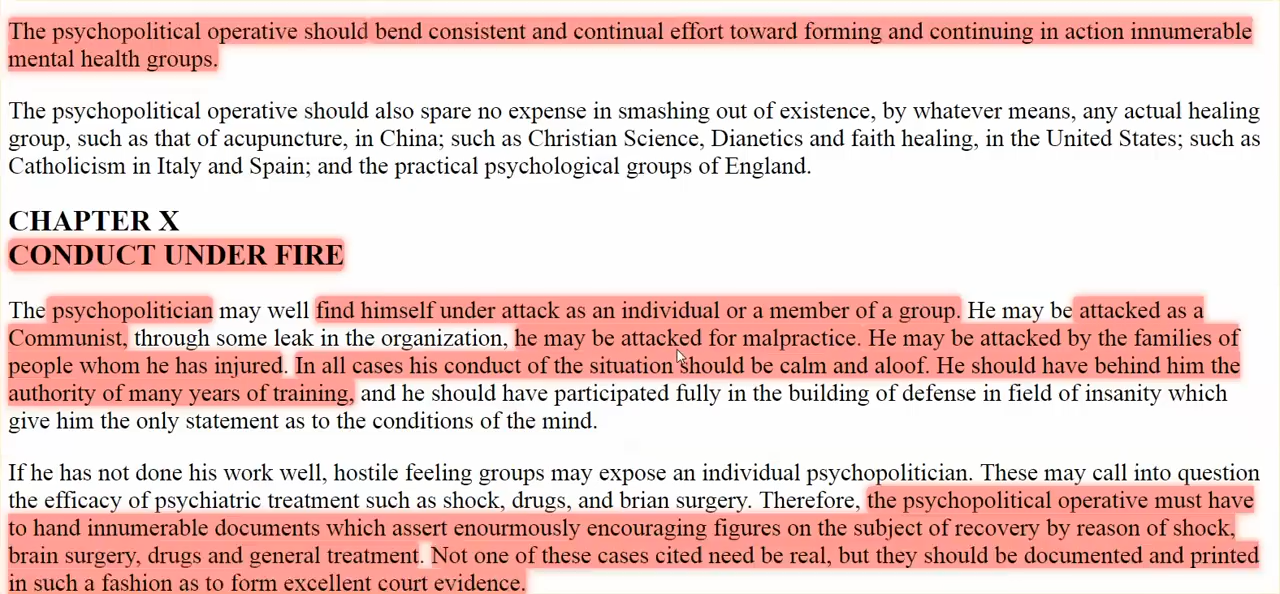 The psychopolitical operative should bend consistent and continual effort toward forming and continuing in action innumerable
mental health groups.
The psychopolitical operative should also spare no expense in smashing out of existence, by whatever means, any actual healing
group, such as that of acupuncture, in China; such as Christian Science, Dianetics and faith healing, in the United States; such as
Catholicism in Italy and Spain; and the practical psychological groups of England.
CHAPTER X
CONDUCT UNDER FIRE
The psychopolitician may well find himself under attack as an individual or a member of a group. He may be attacked as a
Communist, through some leak in the organization, he may be attacked for malpractice. He may be attacked by the families of
people whom he has injured. In all cases his conduct of the situation should be calm and aloof. He should have behind him the
authority of many years of training, and he should have participated fully in the building of defense in field of insanity which
give him the only statement as to the conditions of the mind.
If he has not done his work well, hostile feeling groups may expose an individual psychopolitician. These may call into question
the efficacy of psychiatric treatment such as shock, drugs, and brian surgery. Therefore, the psychopolitical operative must have
to hand innumerable documents which assert enourmously encouraging figures on the subject of recovery by reason of shock,
brain surgery, drugs and general treatment. Not one of these cases cited need be real, but they should be documented and printed
in such a fashion as to form excellent court evidence.